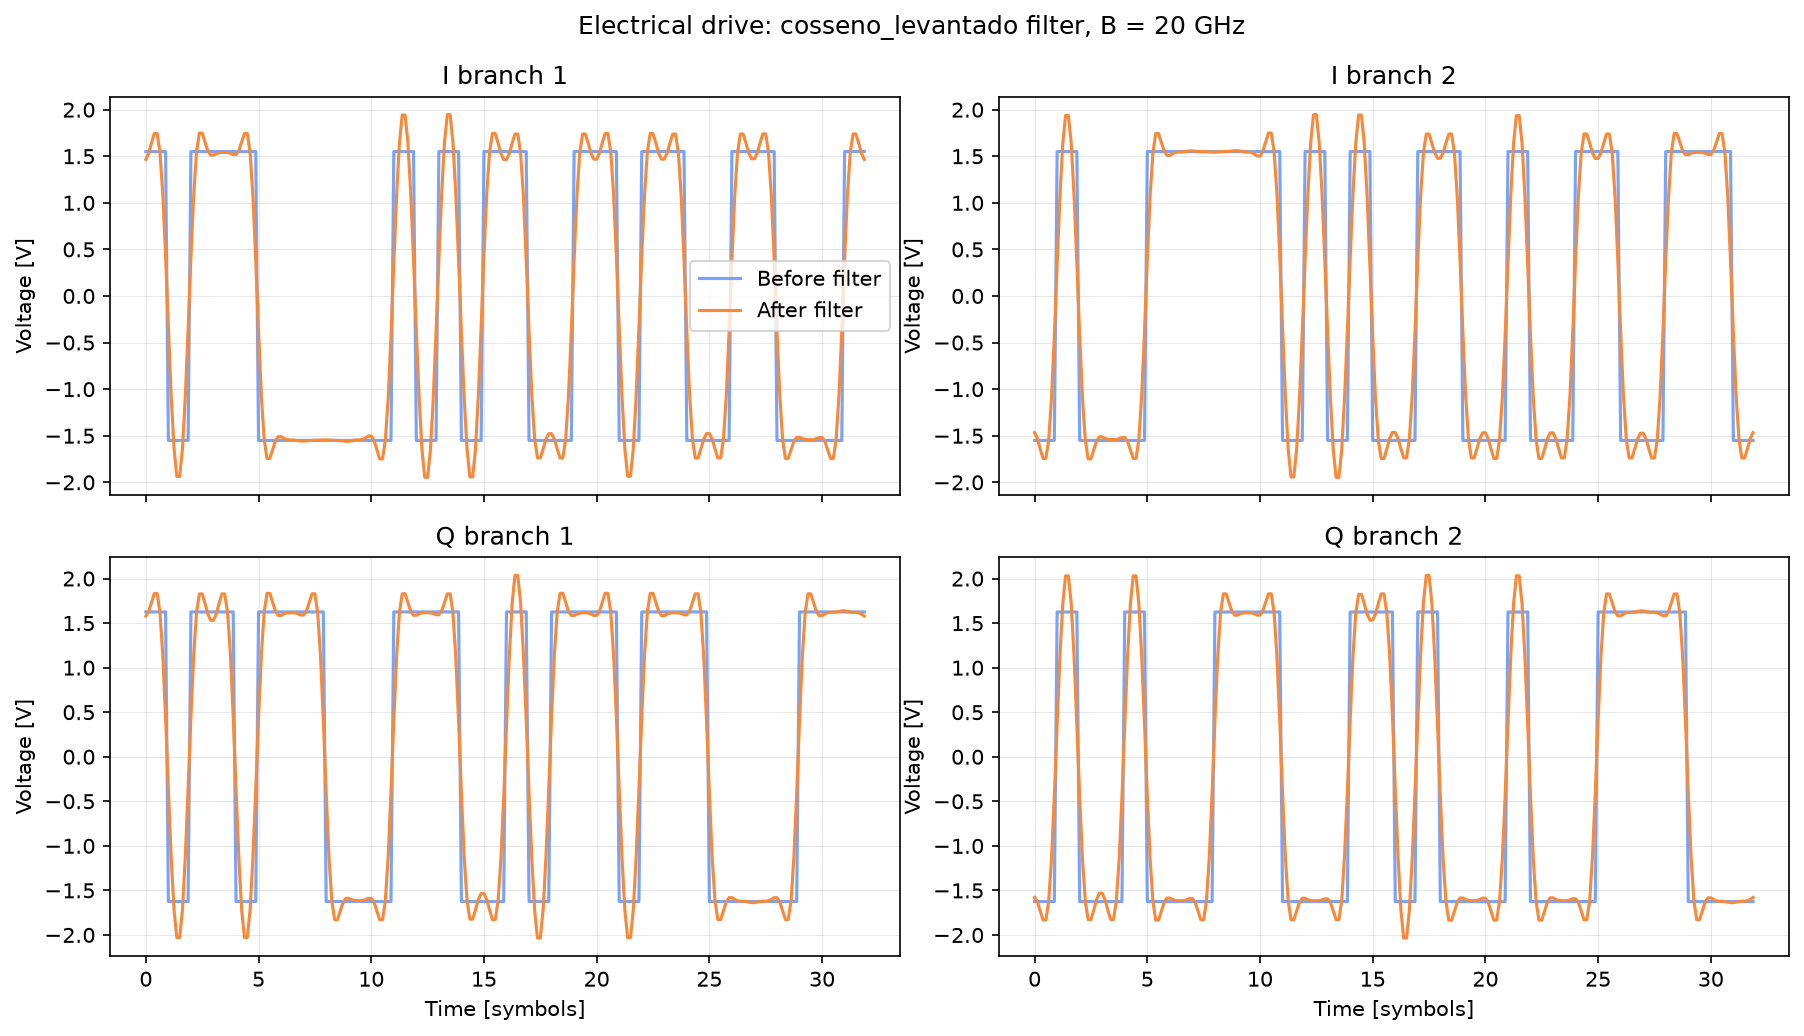 Electrical drive: cosseno_levantado filter, B = 20 GHz
I branch 1
I branch 2
Voltage [V]
2.0
1.5
1.0
0.5
0.0
−0.5
−1.0
−1.5
−2.0
Before filter
After filter
Voltage [V]
2.0
1.5
1.0
0.5
0.0
−0.5
−1.0
−1.5
−2.0
Q branch 1
Q branch 2
Voltage [V]
2.0
1.5
1.0
0.5
0.0
−0.5
−1.0
−1.5
−2.0
0 5 10 15 20 25 30
Time [symbols]
Voltage [V]
2.0
1.5
1.0
0.5
0.0
−0.5
−1.0
−1.5
−2.0
0 5 10 15 20 25 30
Time [symbols]